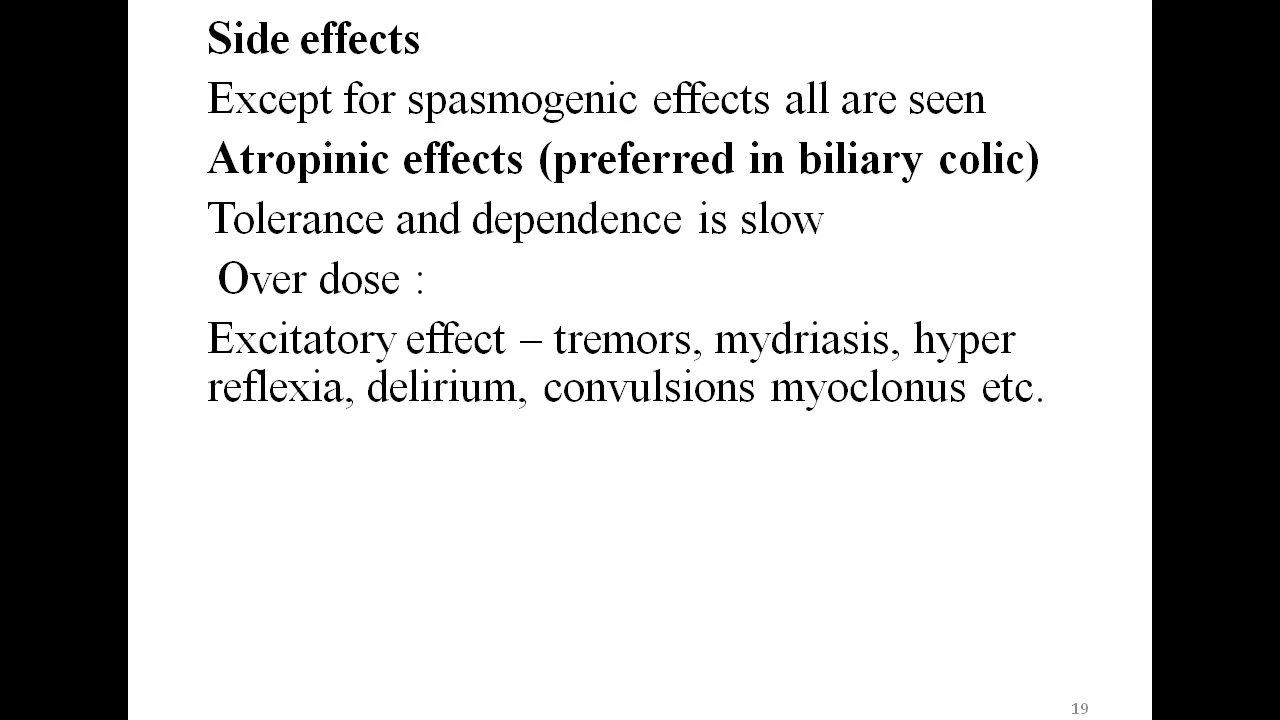 Side effects
Except for spasmogenic effects all are seen
Atropinic effects (preferred in biliary colic)
Tolerance and dependence is slow
Over dose :
Excitatory effect – tremors, mydriasis, hyper
reflexia, delirium, convulsions myoclonus etc.
19